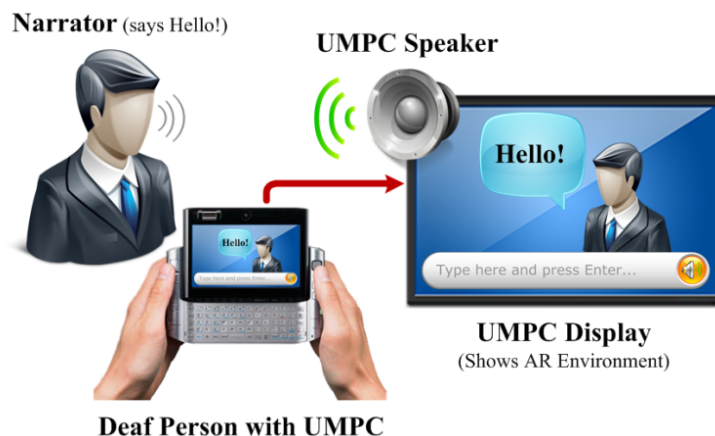 Narrator (says Hello!)
UMPC Speaker
Hello!
Type here and press Enter...
Hello!
Type here and press Enter...
UMPC Display
(Shows AR Environment)
Deaf Person with UMPC